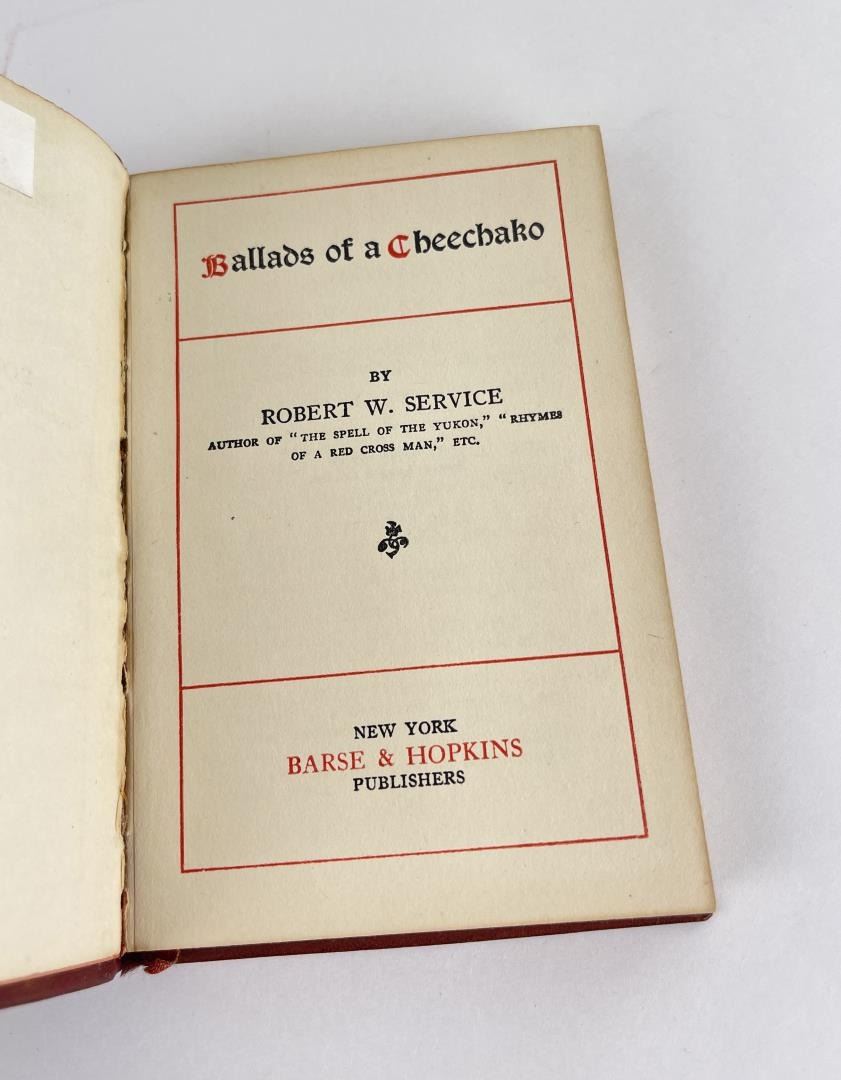 Ballads of a Cheechako
BY
ROBERT W. SERVICE
AUTHOR OF "THE SPELL OF THE YUKON," "RHYMES
OF A RED CROSS MAN," ETC.
NEW YORK
BARSE & HOPKINS
PUBLISHERS